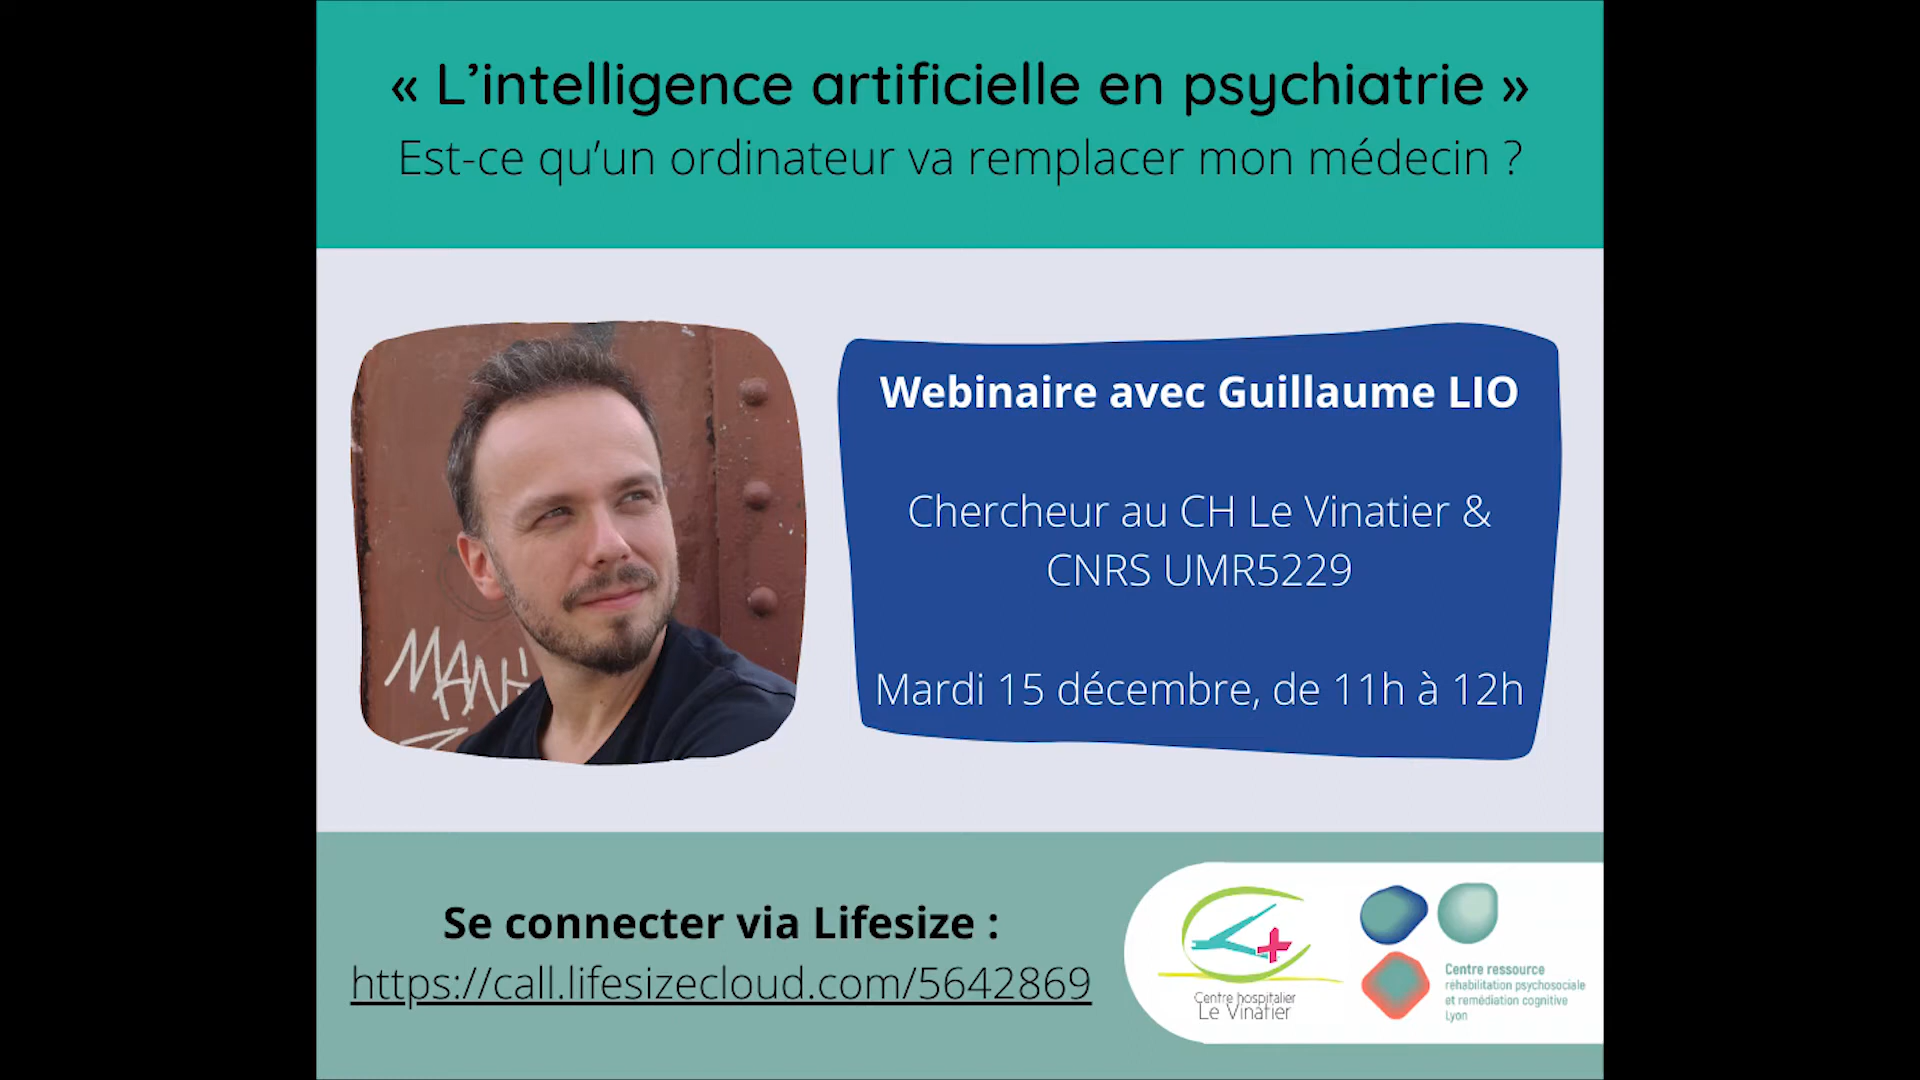 « L’intelligence artificielle en psychiatrie »
Est-ce qu’un ordinateur va remplacer mon médecin ?
Webinaire avec Guillaume LIO
Chercheur au CH Le Vinatier &
CNRS UMR5229
Mardi 15 décembre, de 11h à 12h
Se connecter via Lifesize :
https://call.lifesizecloud.com/5642869
Centre hospitalier
Le Vinatier
Centre ressource
réhabilitation psychosociale
et remédiation cognitive
Lyon